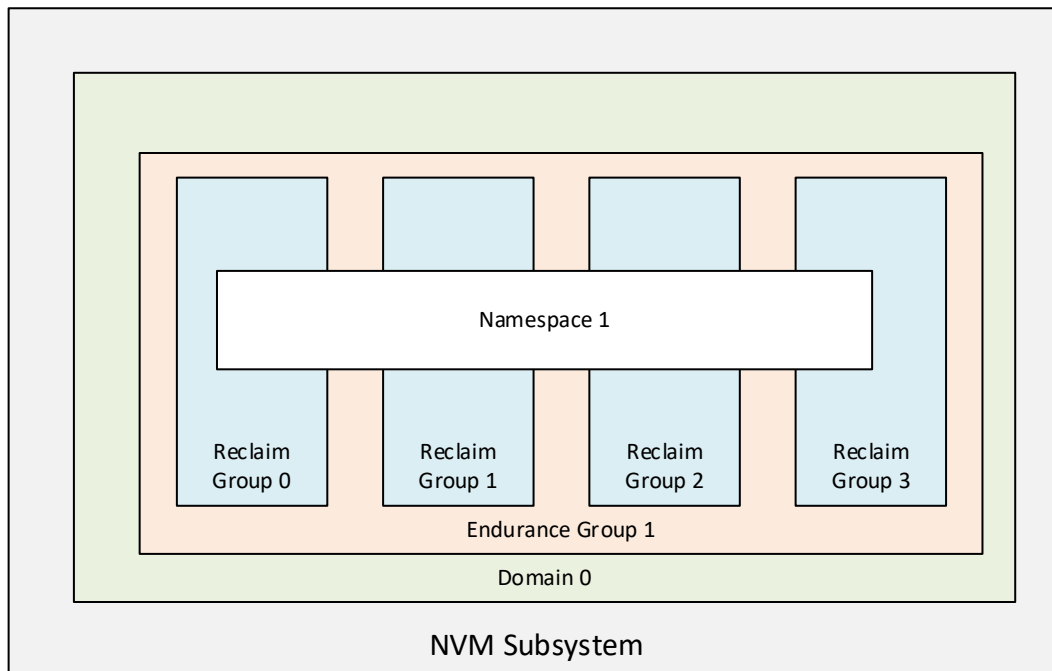 Namespace 1
Reclaim
Group 0
Reclaim
Group 1
Reclaim
Group 2
Reclaim
Group 3
Endurance Group 1
Domain 0
NVM Subsystem